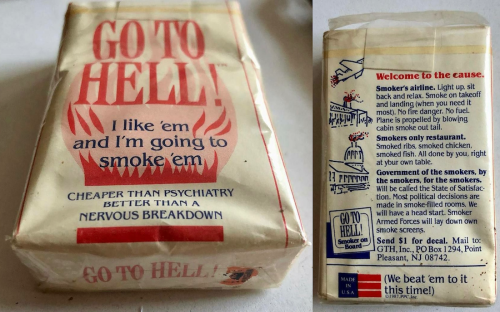 GO TO
HELL!™
I like 'em
and I'm going to
smoke 'em
CHEAPER THAN PSYCHIATRY
BETTER THAN A
NERVOUS BREAKDOWN
GO TO HELL!
Welcome to the cause.
Smoker's airline. Light up, sit
back and relax. Smoke on takeoff
and landing (when you need it
most). No fire danger. No fuel.
Plane is propelled by blowing
cabin smoke out tail.
Smokers only restaurant.
Smoked ribs, smoked chicken,
smoked fish. All done by you, right
at your own table.
Government of the smokers, by
the smokers, for the smokers.
Will be called the State of Satisfac-
tion. Most political decisions are
made in smoke-filled rooms. We
will have a head start. Smoker
Armed Forces will lay down own
smoke screens.
GO TO
HELL!
Smoker on
Board
Send $1 for decal. Mail to:
GTH, Inc., PO Box 1294, Point
Pleasant, NJ 08742.
MADE
IN
U.S.A.
(We beat 'em to it
this time!)